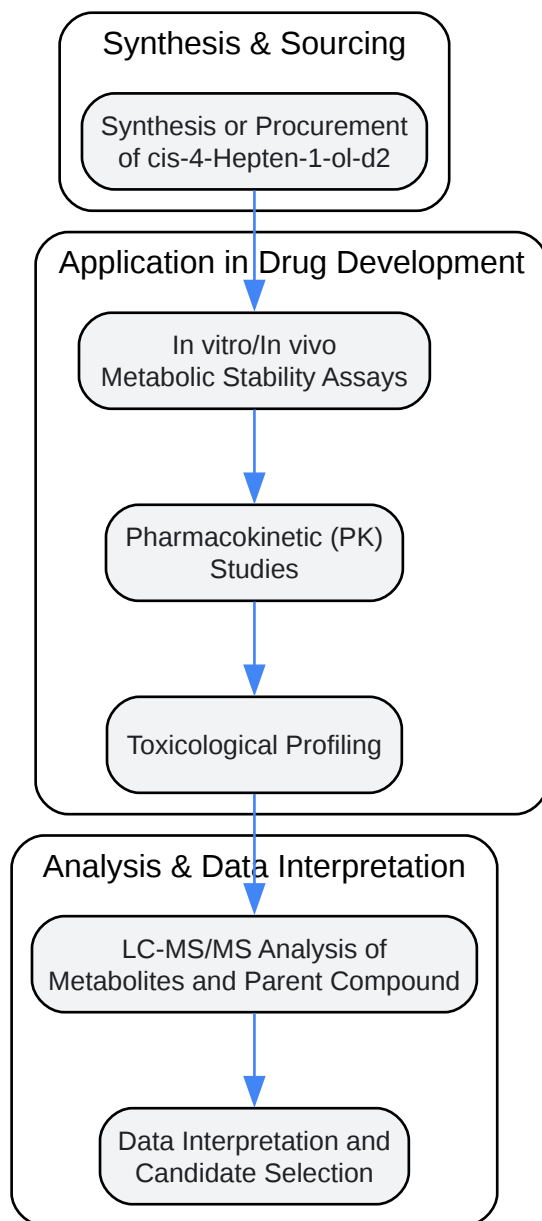 Synthesis & Sourcing
Synthesis or Procurement
of cis-4-Hepten-1-ol-d2
Application in Drug Development
In vitro/In vivo
Metabolic Stability Assays
Pharmacokinetic (PK)
Studies
Toxicological Profiling
Analysis & Data Interpretation
LC-MS/MS Analysis of
Metabolites and Parent Compound
Data Interpretation and
Candidate Selection